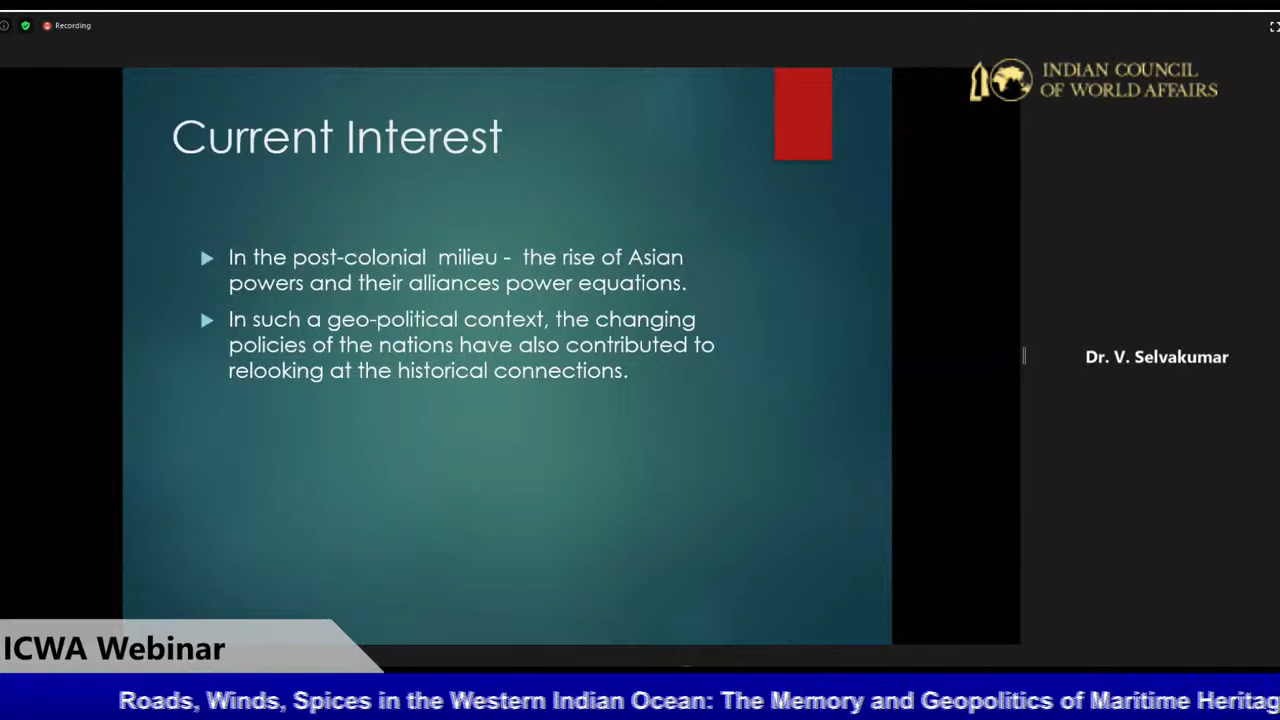 Recording
INDIAN COUNCIL
OF WORLD AFFAIRS
Current Interest
In the post-colonial milieu - the rise of Asian
powers and their alliances power equations.
In such a geo-political context, the changing
policies of the nations have also contributed to
relooking at the historical connections.
Dr. V. Selvakumar
ICWA Webinar
Roads, Winds, Spices in the Western Indian Ocean: The Memory and Geopolitics of Maritime Heritag